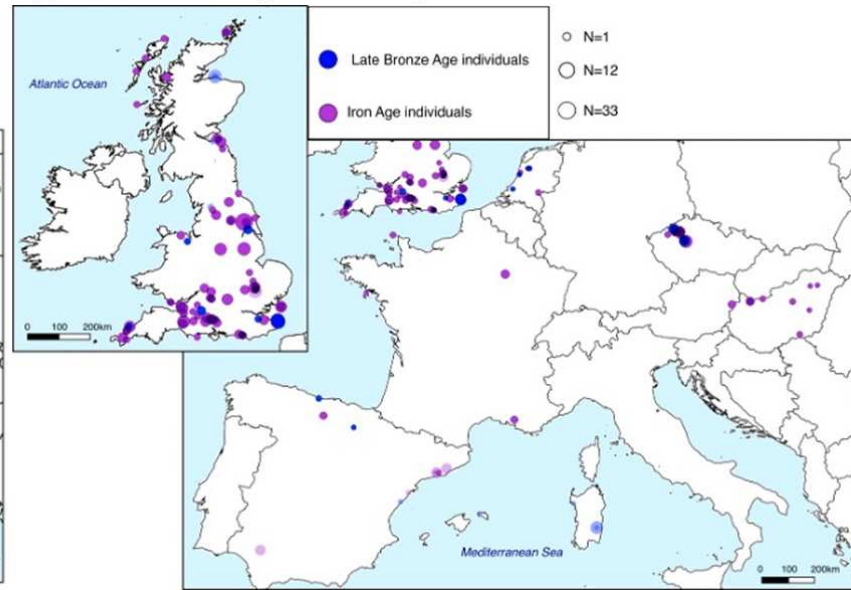 Atlantic Ocean
Late Bronze Age individuals
Iron Age individuals
N=1
N=12
N=33
0 100 200km
Mediterranean Sea
0 100 200km